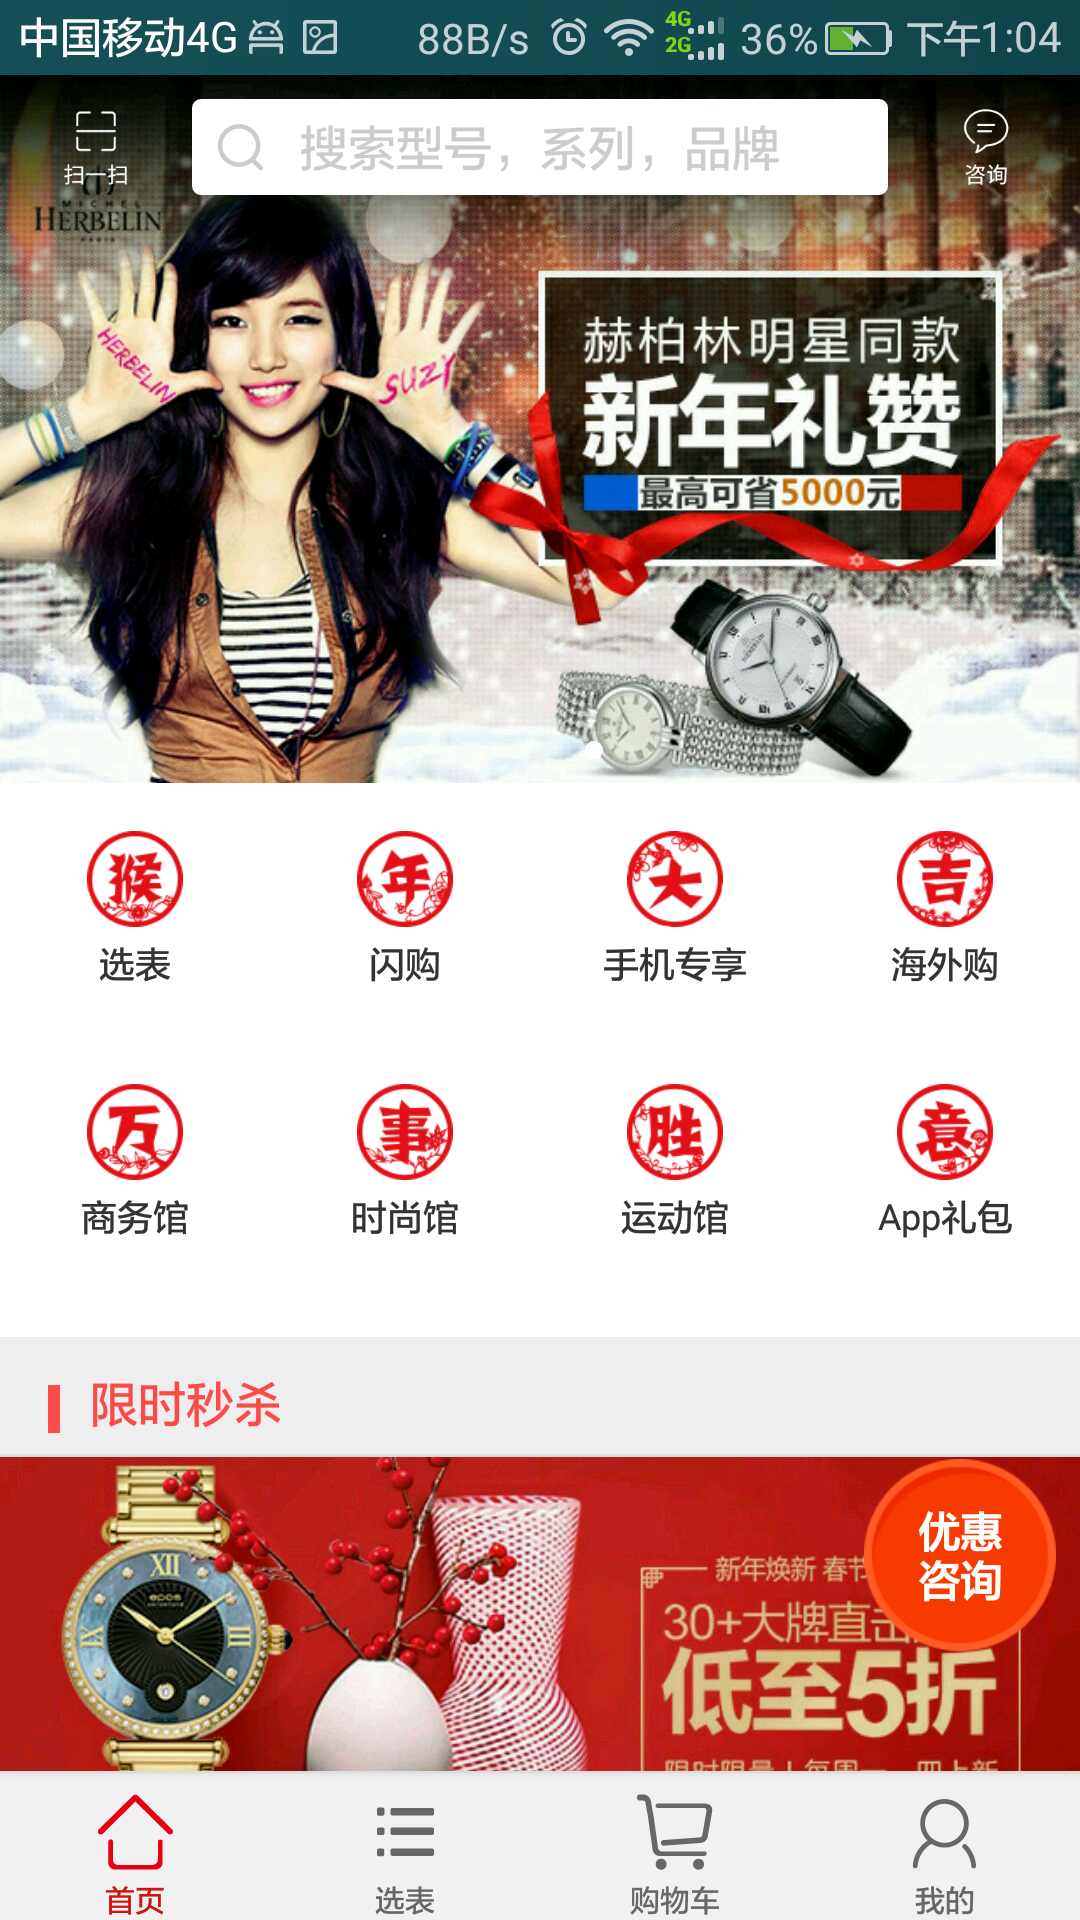 中国移动4G 88B/s 4G 2G 36% 下午1:04
扫一扫
搜索型号，系列，品牌
咨询
MICHEL
HERBELIN
PARIS
HERBELIN
SUZY
赫柏林明星同款
新年礼赞
最高可省5000元
猴
年
大
吉
选表
闪购
手机专享
海外购
万
事
胜
意
商务馆
时尚馆
运动馆
App礼包
限时秒杀
优惠
咨询
新年焕新 春节
30+大牌直击
低至5折
XII
epos
首页
选表
购物车
我的